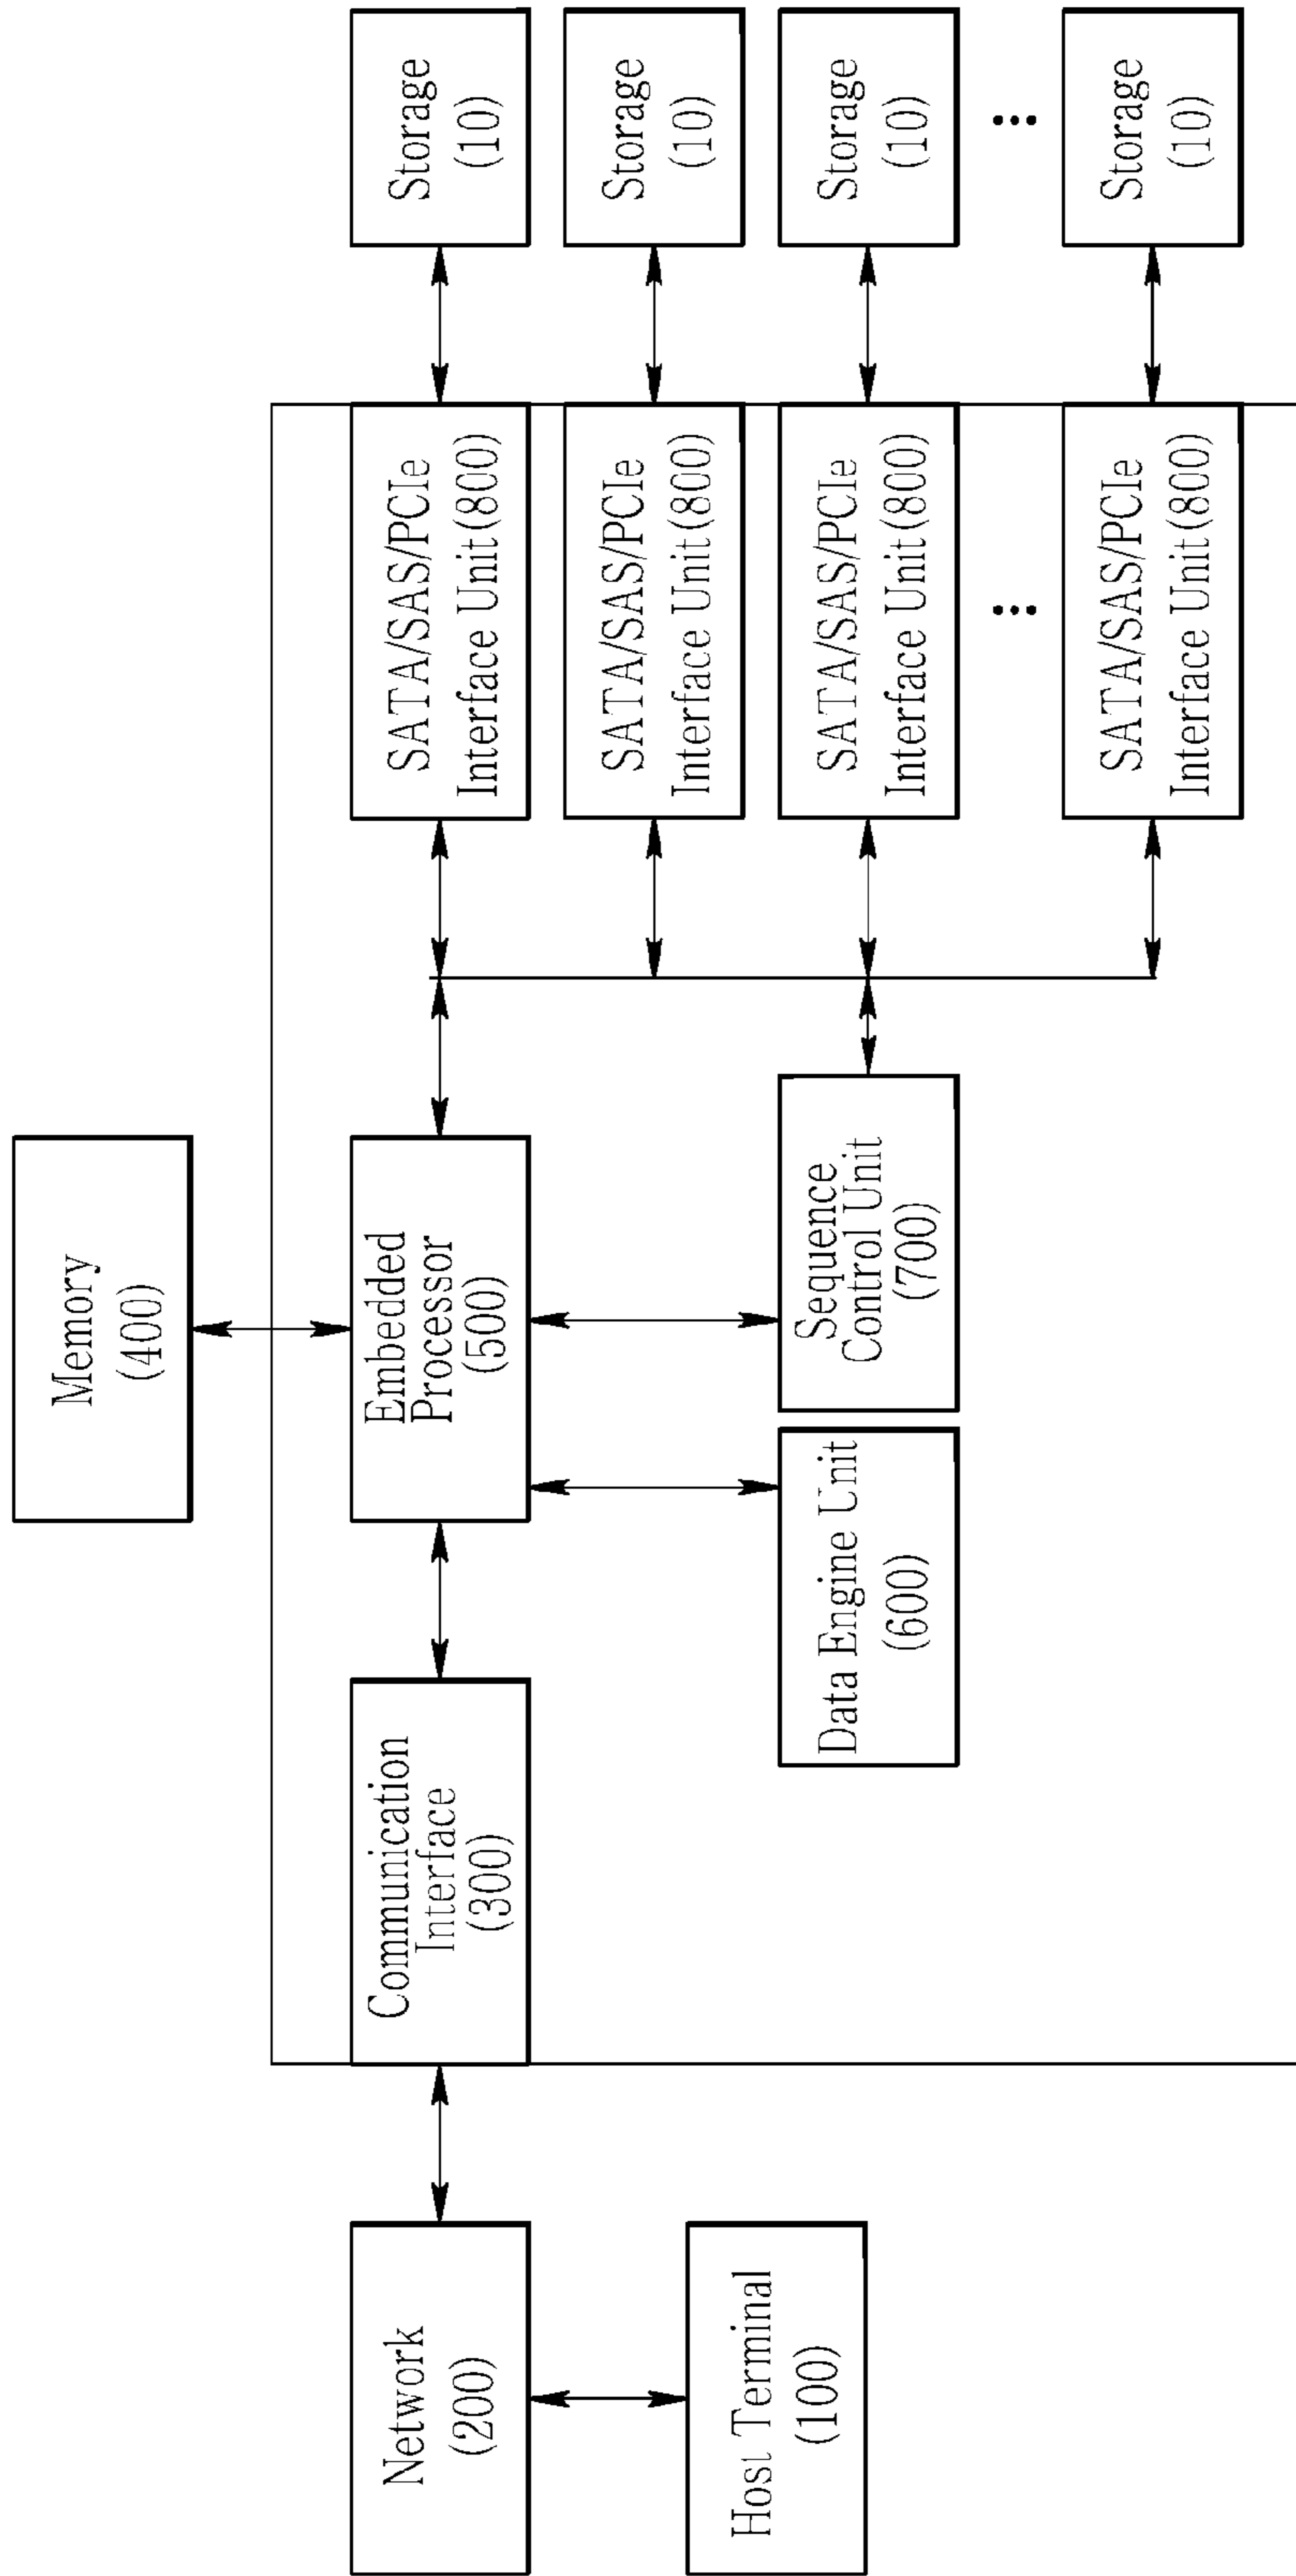 Host Terminal
(100)
Network
(200)
Communication
Interface
(300)
Memory
(400)
Embedded
Processor
(500)
Data Engine Unit
(600)
Sequence
Control Unit
(700)
SATA/SAS/PCIe
Interface Unit(800)
SATA/SAS/PCIe
Interface Unit(800)
SATA/SAS/PCIe
Interface Unit(800)
...
SATA/SAS/PCIe
Interface Unit(800)
Storage
(10)
Storage
(10)
Storage
(10)
...
Storage
(10)